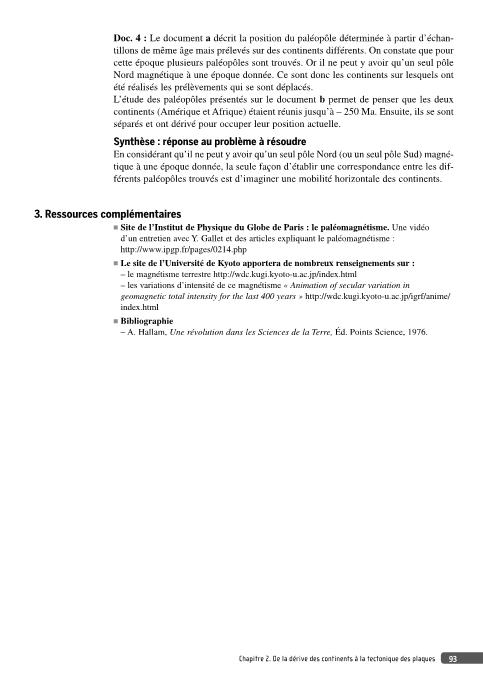 Doc. 4 : Le document a décrit la position du paléopôle déterminée à partir d'échan-
tillons de même âge mais prélevés sur des continents différents. On constate que pour
cette époque plusieurs paléopôles sont trouvés. Or il ne peut y avoir qu'un seul pôle
Nord magnétique à une époque donnée. Ce sont donc les continents sur lesquels ont
été réalisés les prélèvements qui se sont déplacés.
L'étude des paléopôles présentés sur le document b permet de penser que les deux
continents (Amérique et Afrique) étaient réunis jusqu'à – 250 Ma. Ensuite, ils se sont
séparés et ont dérivé pour occuper leur position actuelle.
Synthèse : réponse au problème à résoudre
En considérant qu'il ne peut y avoir qu'un seul pôle Nord (ou un seul pôle Sud) magné-
tique à une époque donnée, la seule façon d'établir une correspondance entre les dif-
férents paléopôles trouvés est d'imaginer une mobilité horizontale des continents.
3. Ressources complémentaires
■ Site de l'Institut de Physique du Globe de Paris : le paléomagnétisme. Une vidéo
d'un entretien avec Y. Gallet et des articles expliquant le paléomagnétisme :
http://www.ipgp.fr/pages/0214.php
■ Le site de l'Université de Kyoto apportera de nombreux renseignements sur :
– le magnétisme terrestre http://wdc.kugi.kyoto-u.ac.jp/index.html
– les variations d'intensité de ce magnétisme « Animation of secular variation in
geomagnetic total intensity for the last 400 years » http://wdc.kugi.kyoto-u.ac.jp/igrf/anime/
index.html
■ Bibliographie
– A. Hallam, Une révolution dans les Sciences de la Terre, Éd. Points Science, 1976.
Chapitre 2. De la dérive des continents à la tectonique des plaques 93